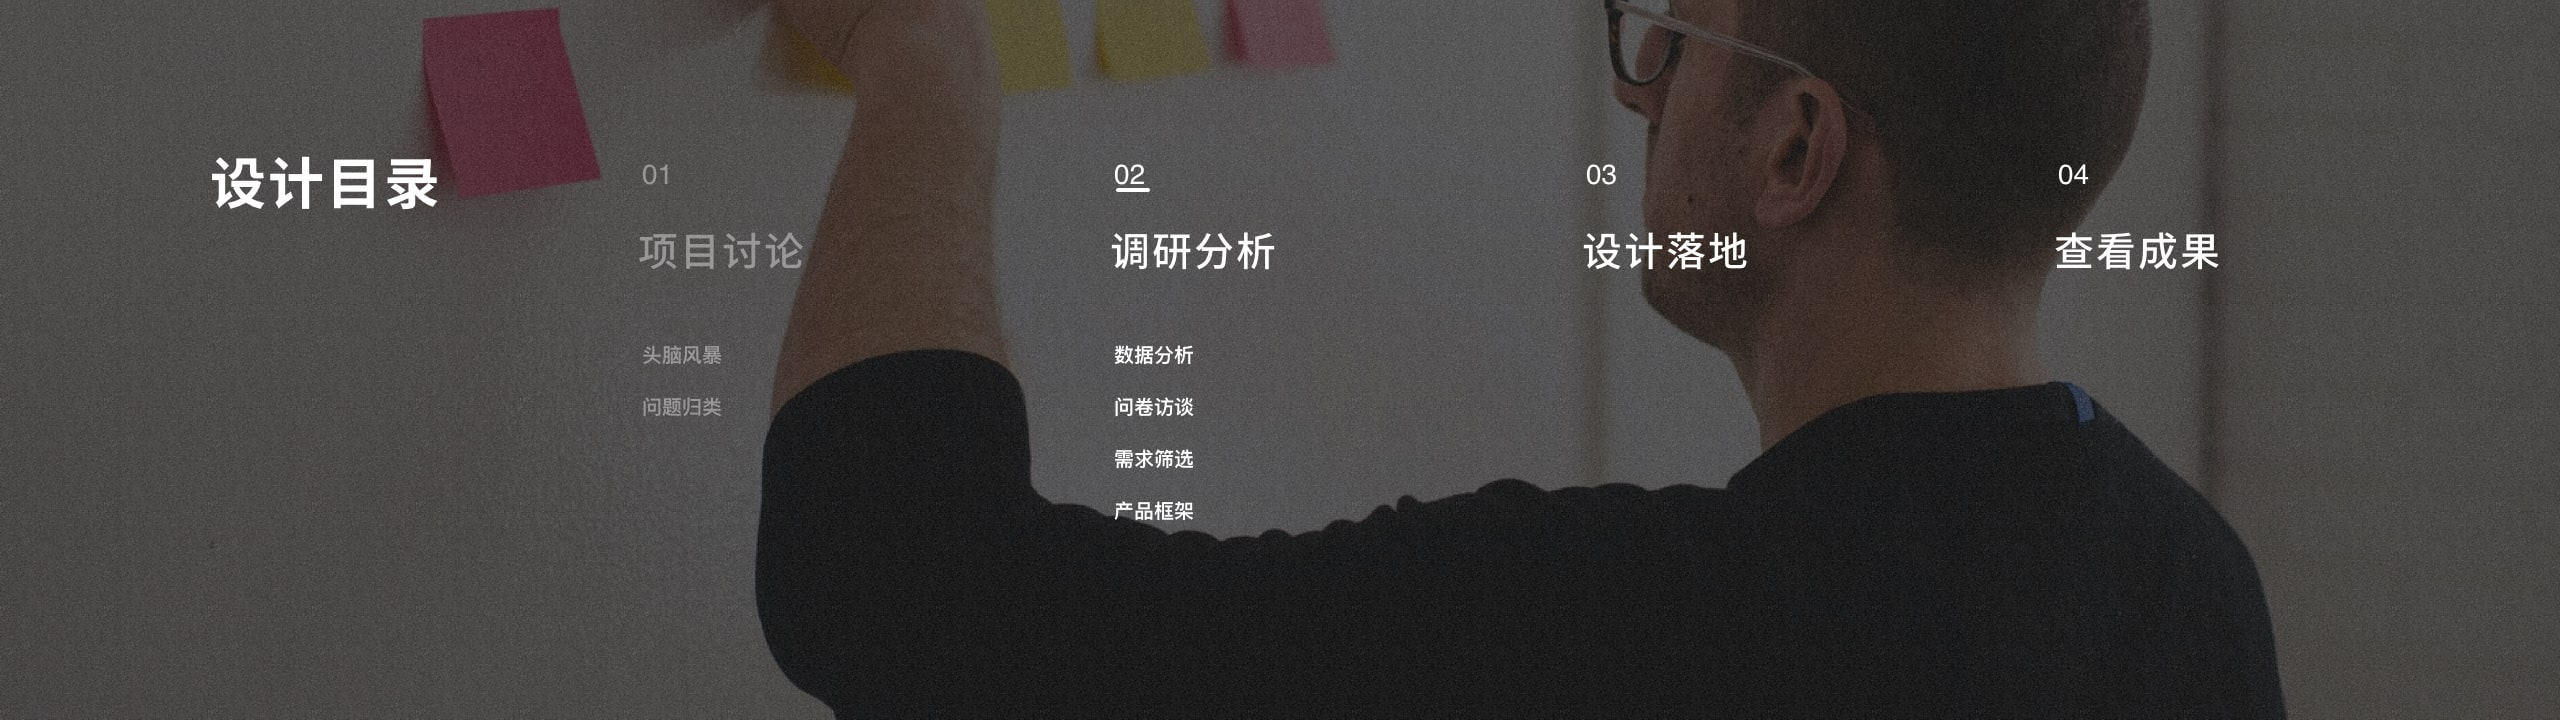 设计目录
01
项目讨论
头脑风暴
问题归类
02
调研分析
数据分析
问卷访谈
需求筛选
产品框架
03
设计落地
04
查看成果